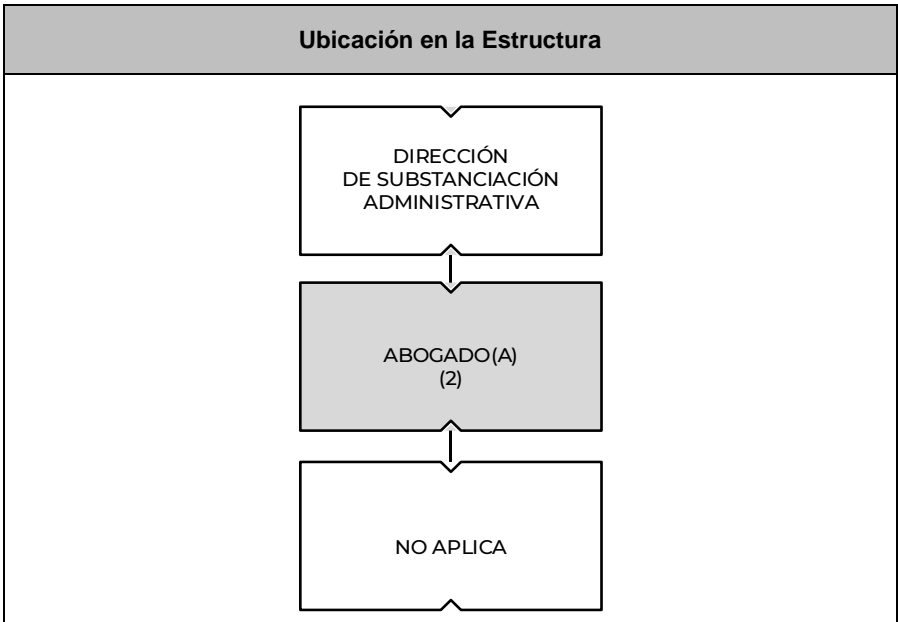 Ubicación en la Estructura
DIRECCIÓN
DE SUBSTANCIACIÓN
ADMINISTRATIVA
ABOGADO(A)
(2)
NO APLICA